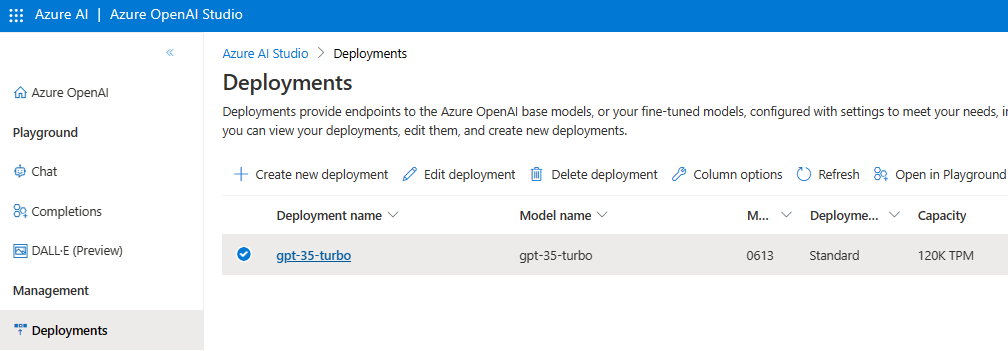 Azure AI | Azure OpenAI Studio
Azure AI Studio > Deployments
Deployments
Deployments provide endpoints to the Azure OpenAI base models, or your fine-tuned models, configured with settings to meet your needs,
you can view your deployments, edit them, and create new deployments.
Azure OpenAI
Playground
Chat
Completions
DALL·E (Preview)
Management
Deployments
Create new deployment Edit deployment Delete deployment Column options Refresh Open in Playground
Deployment name Model name M... Deployme... Capacity
gpt-35-turbo gpt-35-turbo 0613 Standard 120K TPM